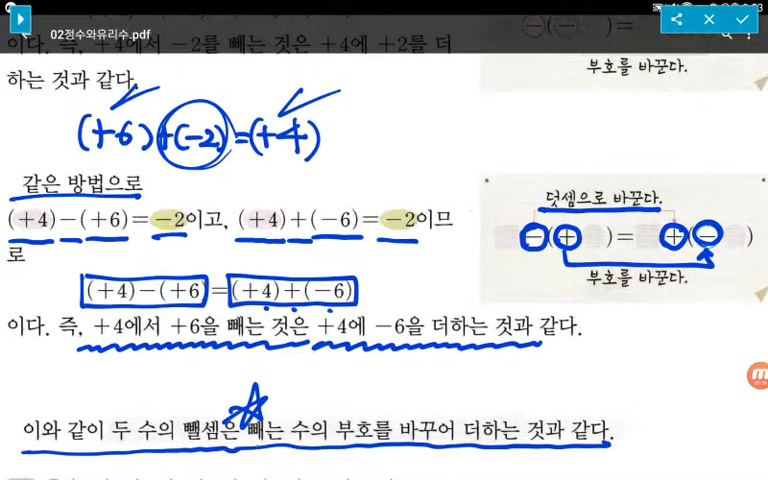 02정수와유리수.pdf
이다. 즉, +4에서 −2를 빼는 것은 +4에 +2를 더
하는 것과 같다.
부호를 바꾼다.
(+6)+(−2)=(+4)
같은 방법으로
(+4)−(+6)=−2이고, (+4)+(−6)=−2이므
로
덧셈으로 바꾼다.
−(+ )= +(− )
부호를 바꾼다.
(+4)−(+6)=(+4)+(−6)
이다. 즉, +4에서 +6을 빼는 것은 +4에 −6을 더하는 것과 같다.
이와 같이 두 수의 뺄셈은 빼는 수의 부호를 바꾸어 더하는 것과 같다.